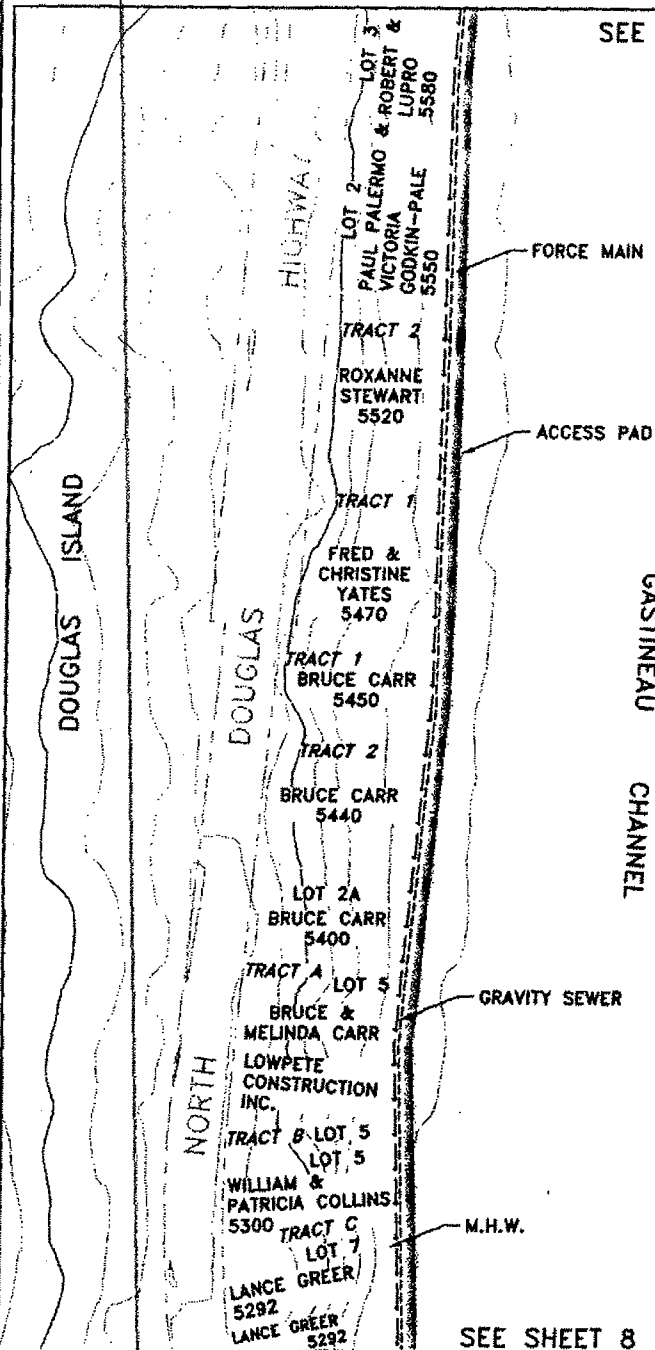 SEE
LOT 3
ROBERT &
LUPRO
5580
LOT 2
PAUL PALERMO &
VICTORIA
GODKIN-PALE
5550
HIGHWAY
FORCE MAIN
TRACT 2
ROXANNE
STEWART
5520
ACCESS PAD
TRACT 1
DOUGLAS ISLAND
FRED &
CHRISTINE
YATES
5470
GASTINEAU CHANNEL
DOUGLAS
TRACT 1
BRUCE CARR
5450
TRACT 2
BRUCE CARR
5440
LOT 2A
BRUCE CARR
5400
TRACT A
LOT 5
GRAVITY SEWER
BRUCE &
MELINDA CARR
NORTH
LOWPETE
CONSTRUCTION
INC.
TRACT B LOT 5
LOT 5
WILLIAM &
PATRICIA COLLINS
5300
TRACT C
LOT 7
M.H.W.
LANCE GREER
5292
LANCE GREER
5292
SEE SHEET 8